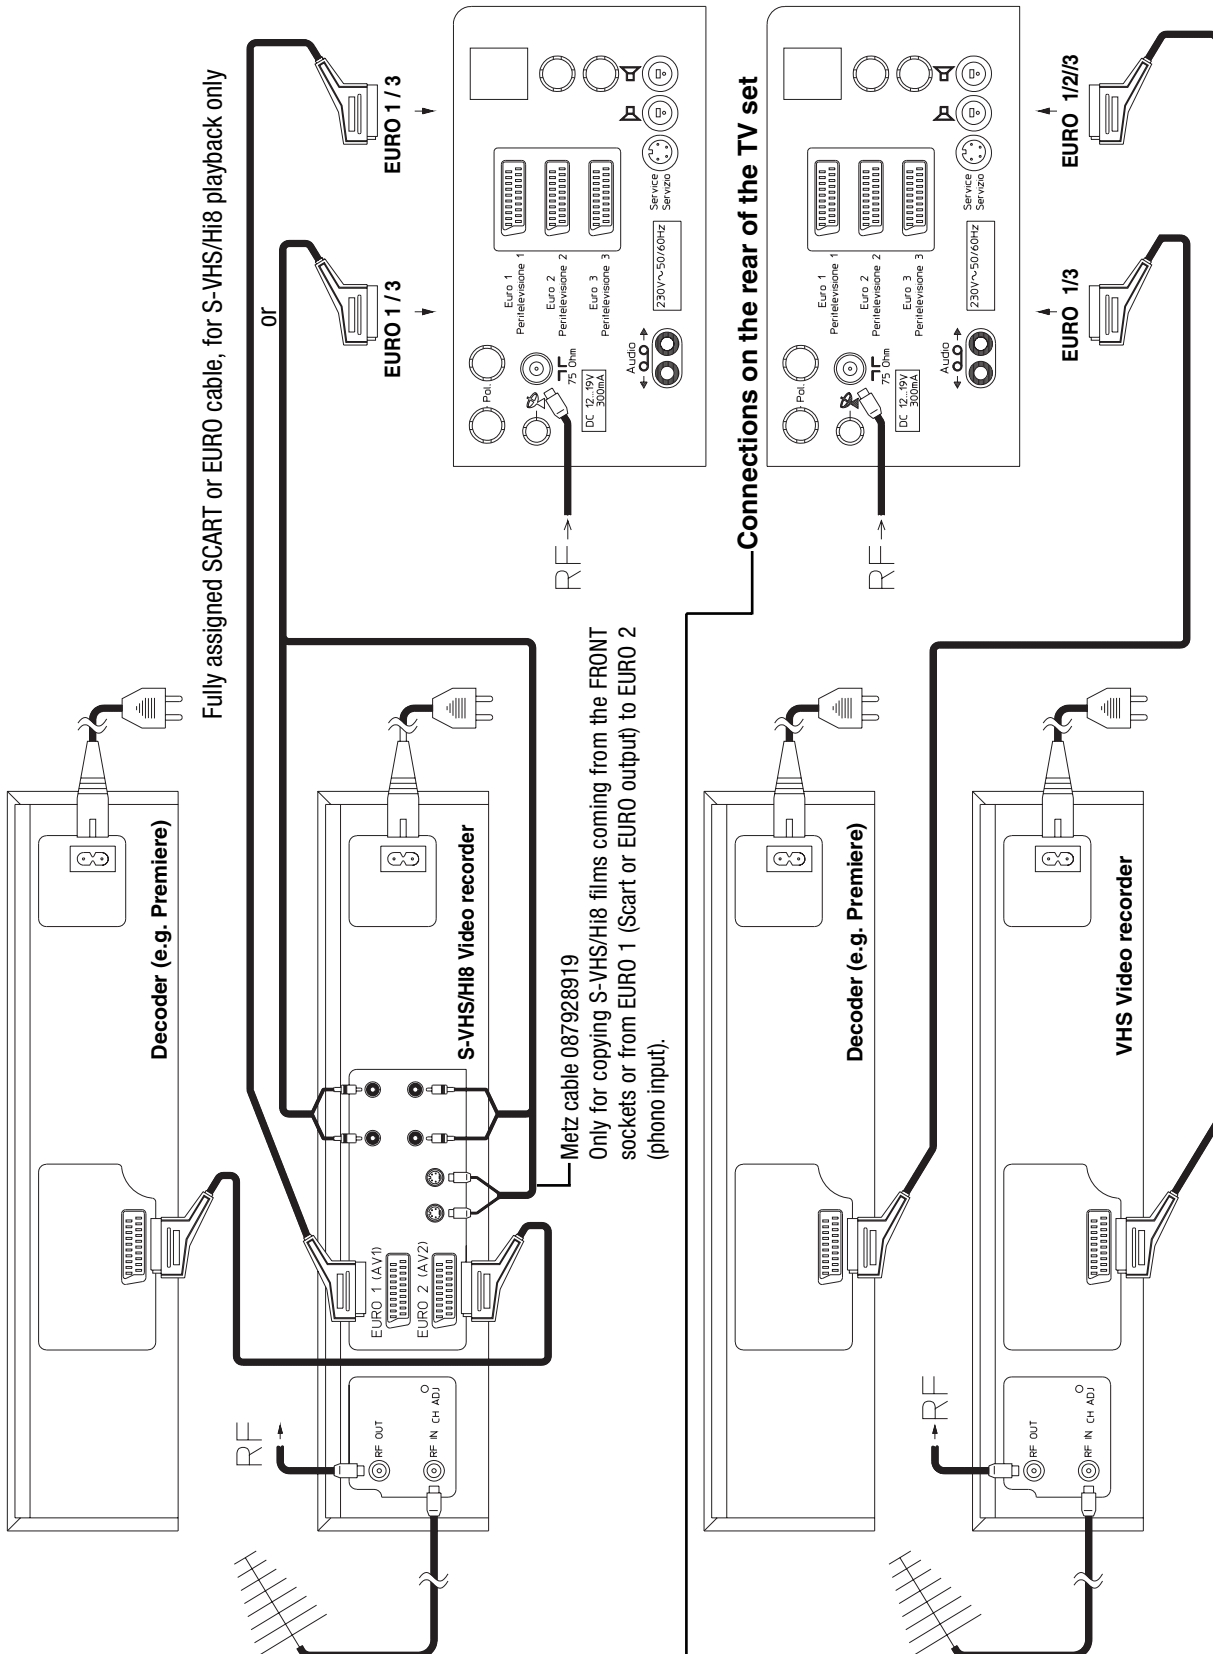 Decoder (e.g. Premiere)
Fully assigned SCART or EURO cable, for S-VHS/Hi8 playback only
or
EURO 1 / 3
EURO 1 / 3
RF
RF OUT
RF IN
CH ADJ
EURO 1 (AV1)
EURO 2 (AV2)
S-VHS/HI8 Video recorder
Metz cable 087928919
Only for copying S-VHS/Hi8 films coming from the FRONT
sockets or from EURO 1 (Scart or EURO output) to EURO 2
(phono input).
RF
Pol.
75 Ohm
DC 12...19V
300mA
Audio
Euro 1
Peritelevisione 1
Euro 2
Peritelevisione 2
Euro 3
Peritelevisione 3
230V~50/60Hz
Service
Servizio
Connections on the rear of the TV set
Decoder (e.g. Premiere)
RF
Pol.
75 Ohm
DC 12...19V
300mA
Audio
Euro 1
Peritelevisione 1
Euro 2
Peritelevisione 2
Euro 3
Peritelevisione 3
230V~50/60Hz
Service
Servizio
RF
RF OUT
RF IN
CH ADJ
VHS Video recorder
EURO 1/3
EURO 1/2//3